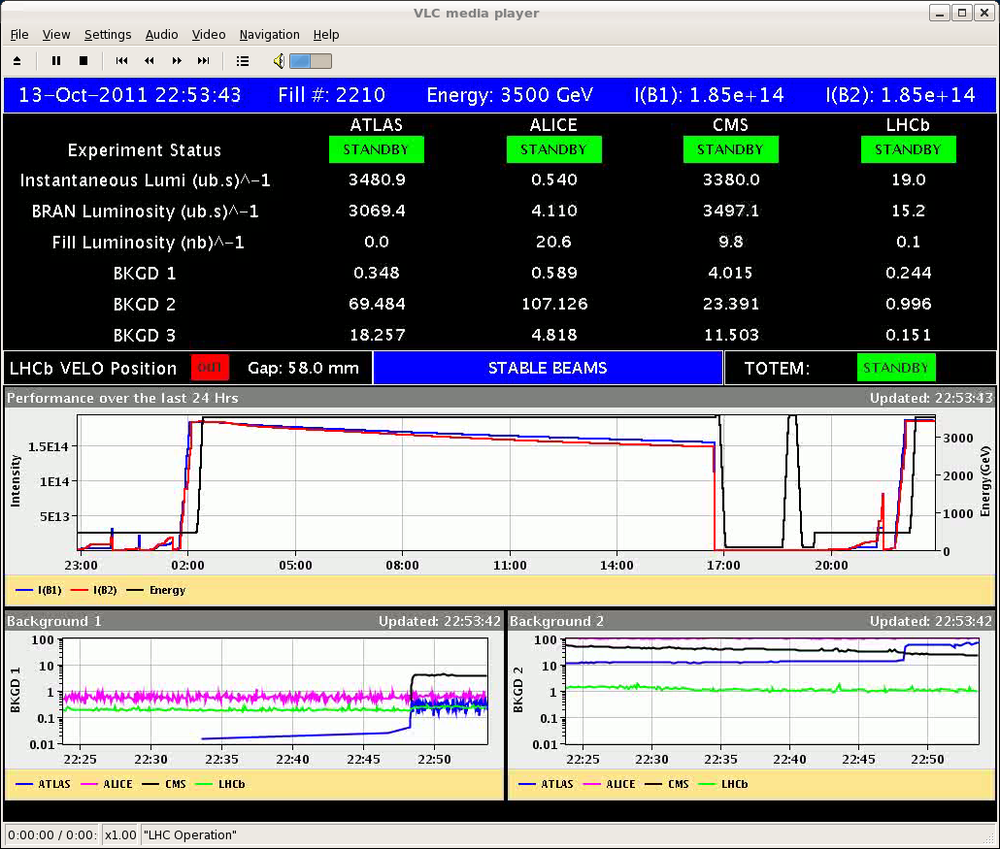 VLC media player
File View Settings Audio Video Navigation Help
13-Oct-2011 22:53:43 Fill #: 2210 Energy: 3500 GeV I(B1): 1.85e+14 I(B2): 1.85e+14
ATLAS ALICE CMS LHCb
Experiment Status STANDBY STANDBY STANDBY STANDBY
Instantaneous Lumi (ub.s)^-1 3480.9 0.540 3380.0 19.0
BRAN Luminosity (ub.s)^-1 3069.4 4.110 3497.1 15.2
Fill Luminosity (nb)^-1 0.0 20.6 9.8 0.1
BKGD 1 0.348 0.589 4.015 0.244
BKGD 2 69.484 107.126 23.391 0.996
BKGD 3 18.257 4.818 11.503 0.151
LHCb VELO Position OUT Gap: 58.0 mm STABLE BEAMS TOTEM: STANDBY
Performance over the last 24 Hrs Updated: 22:53:43
Intensity
1.5E14
1E14
5E13
3000
2000
1000
0
Energy(GeV)
23:00 02:00 05:00 08:00 11:00 14:00 17:00 20:00
I(B1) I(B2) Energy
Background 1 Updated: 22:53:42
BKGD 1
100
10
1
0.1
0.01
22:25 22:30 22:35 22:40 22:45 22:50
ATLAS ALICE CMS LHCb
Background 2 Updated: 22:53:42
BKGD 2
100
10
1
0.1
0.01
22:25 22:30 22:35 22:40 22:45 22:50
ATLAS ALICE CMS LHCb
0:00:00 / 0:00: x1.00 "LHC Operation"